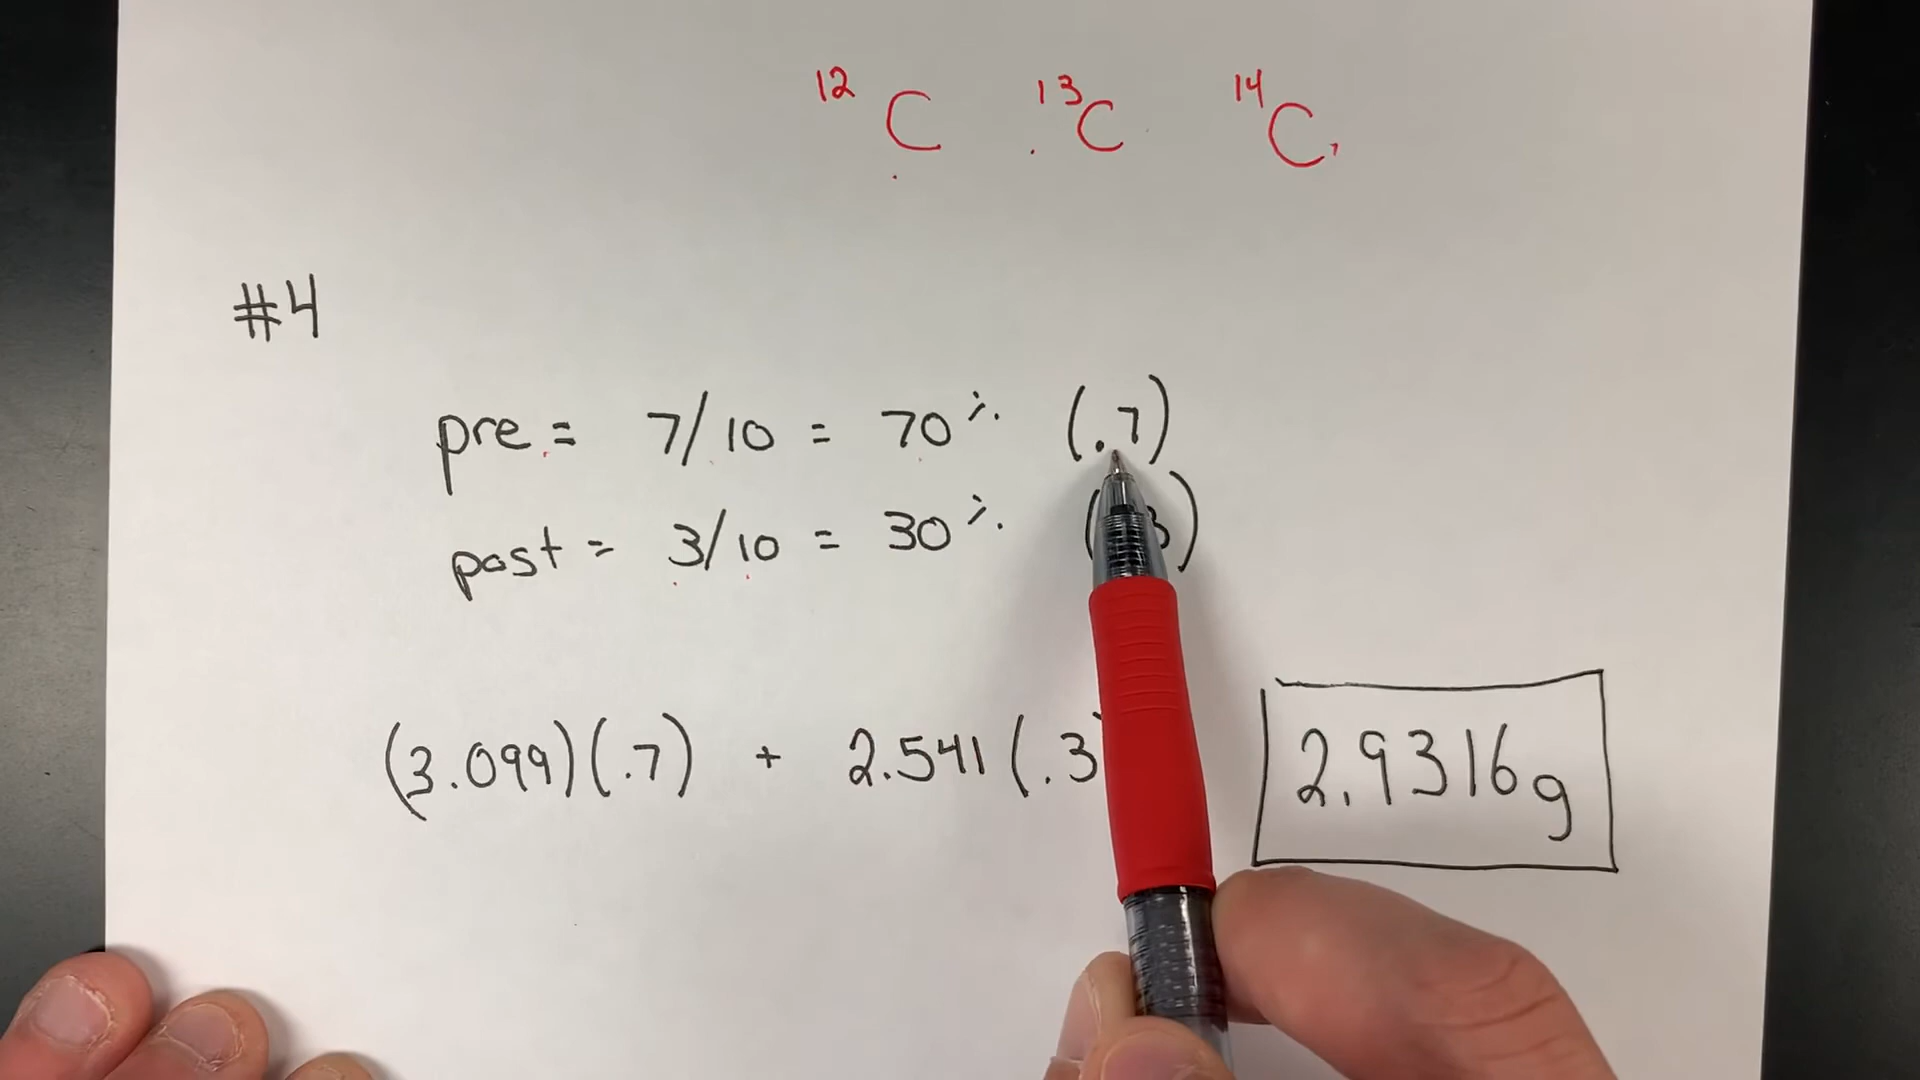 12C 13C 14C
#4
pre = 7/10 = 70% (.7)
post = 3/10 = 30% ( 3)
(3.099)(.7) + 2.541 (.3
2.9316g